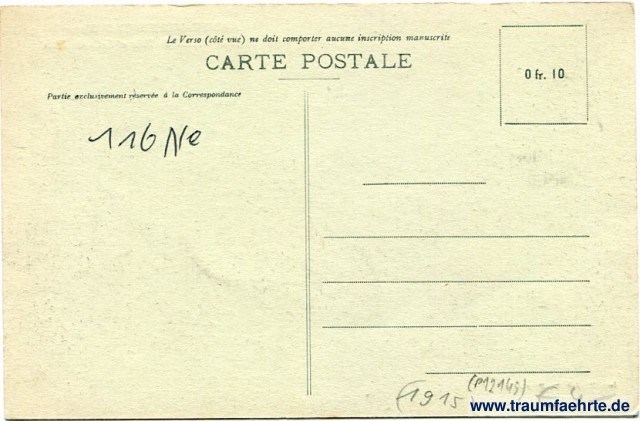 Le Verso (côté vue) ne doit comporter aucune inscription manuscrite
CARTE POSTALE
0 fr. 10
Partie exclusivement réservée à la Correspondance
116 Ne
(1915)
(P12149)
www.traumfaehrte.de